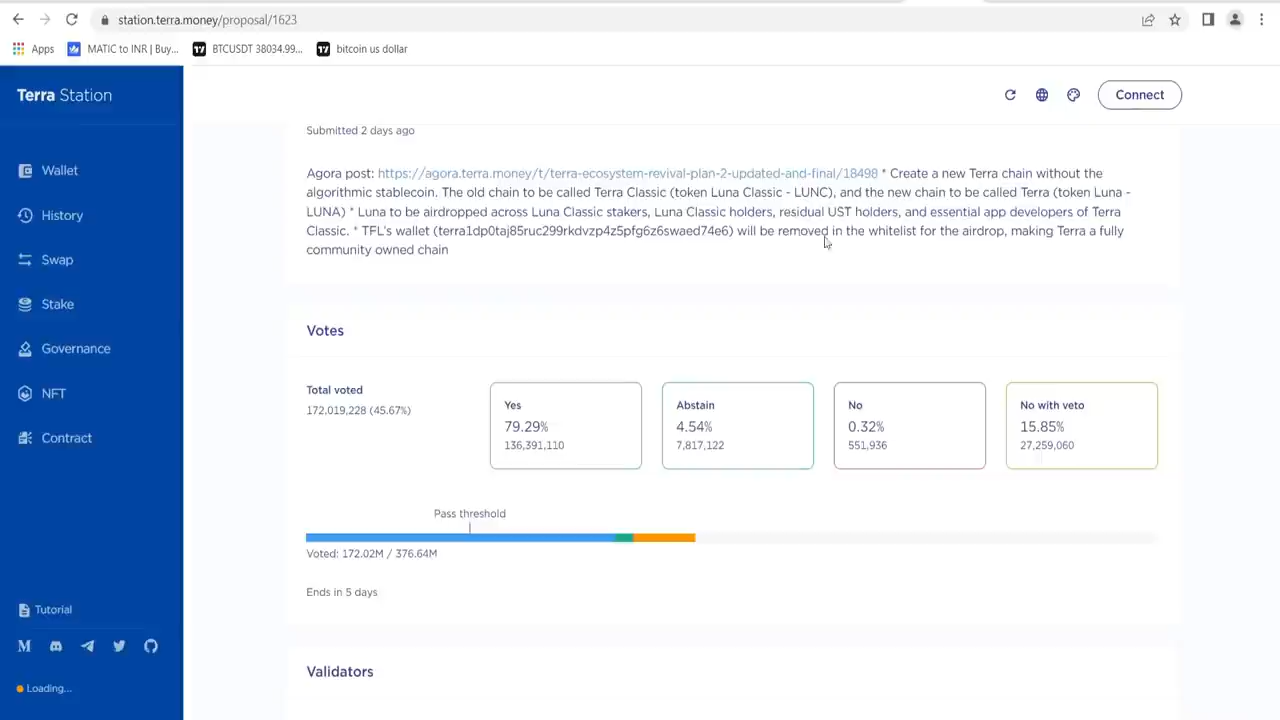 station.terra.money/proposal/1623
Apps
MATIC to INR | Buy...
BTCUSDT 38034.99...
bitcoin us dollar
Terra Station
Connect
Wallet
History
Swap
Stake
Governance
NFT
Contract
Tutorial
Loading...
Submitted 2 days ago
Agora post: https://agora.terra.money/t/terra-ecosystem-revival-plan-2-updated-and-final/18498 * Create a new Terra chain without the
algorithmic stablecoin. The old chain to be called Terra Classic (token Luna Classic - LUNC), and the new chain to be called Terra (token Luna -
LUNA) * Luna to be airdropped across Luna Classic stakers, Luna Classic holders, residual UST holders, and essential app developers of Terra
Classic. * TFL's wallet (terra1dp0taj85ruc299rkdvzp4z5pfg6z6swaed74e6) will be removed in the whitelist for the airdrop, making Terra a fully
community owned chain
Votes
Total voted
172,019,228 (45.67%)
Yes
79.29%
136,391,110
Abstain
4.54%
7,817,122
No
0.32%
551,936
No with veto
15.85%
27,259,060
Pass threshold
Voted: 172.02M / 376.64M
Ends in 5 days
Validators